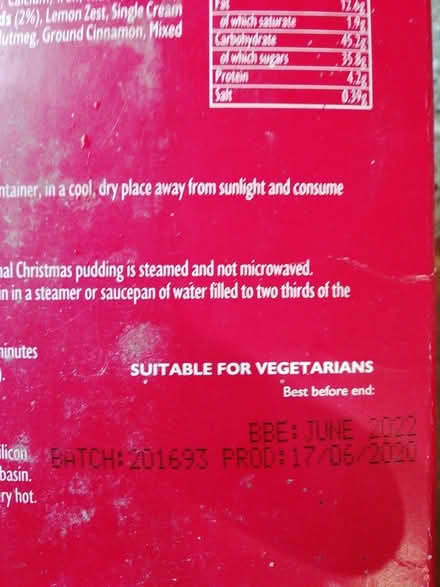 ds (2%), Lemon Zest, Single Cream
Nutmeg, Ground Cinnamon, Mixed
Fat 12.6g
of which saturate 1.9g
Carbohydrate 45.2g
of which sugars 35.8g
Protein 4.2g
Salt 0.39g
ntainer, in a cool, dry place away from sunlight and consume
nal Christmas pudding is steamed and not microwaved.
in in a steamer or saucepan of water filled to two thirds of the
minutes
).
SUITABLE FOR VEGETARIANS
Best before end:
BBE: JUNE 2022
BATCH: 201693 PROD: 17/06/2020
ilicon
basin.
ry hot.